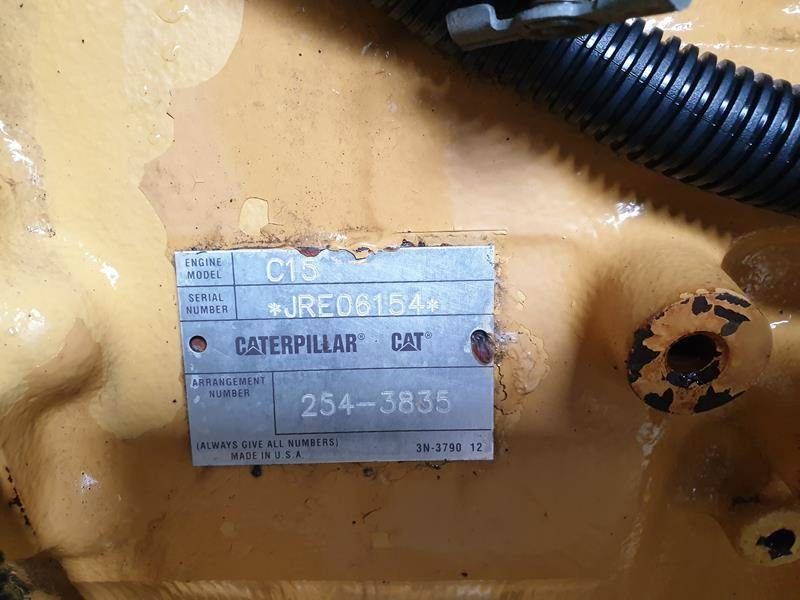 ENGINE MODEL C15
SERIAL NUMBER *JRE06154*
CATERPILLAR® CAT®
ARRANGEMENT NUMBER 254-3835
(ALWAYS GIVE ALL NUMBERS) 3N-3790 12
MADE IN U.S.A.